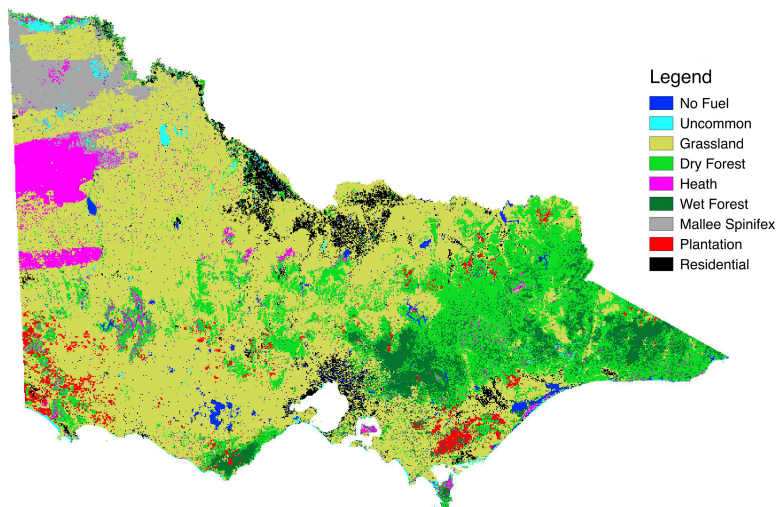 Legend
No Fuel
Uncommon
Grassland
Dry Forest
Heath
Wet Forest
Mallee Spinifex
Plantation
Residential